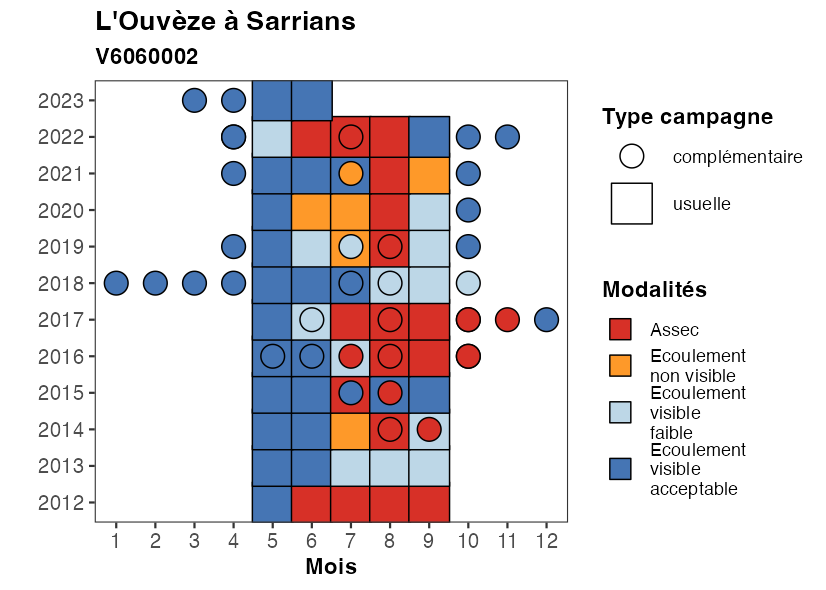 L'Ouvèze à Sarrians
V6060002
2023
2022
2021
2020
2019
2018
2017
2016
2015
2014
2013
2012
1 2 3 4 5 6 7 8 9 10 11 12
Mois
Type campagne
complémentaire
usuelle
Modalités
Assec
Ecoulement
non visible
Ecoulement
visible
faible
Ecoulement
visible
acceptable